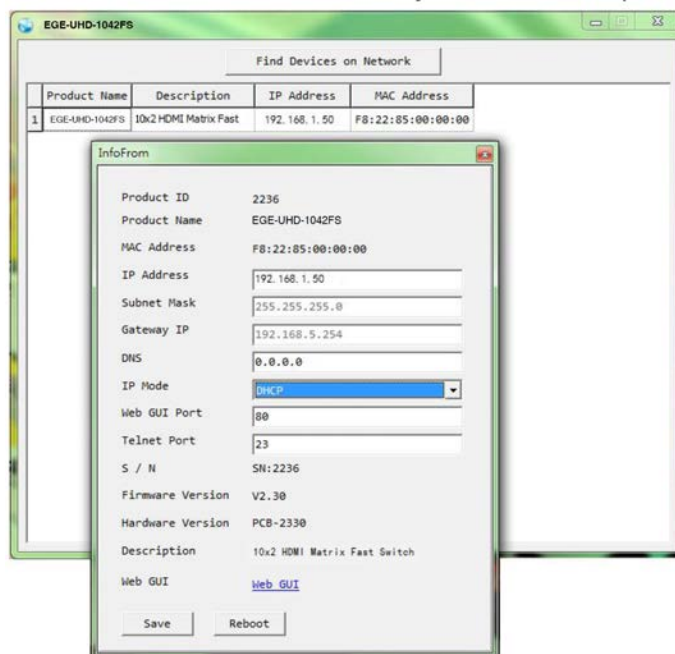 EGE-UHD-1042FS
Find Devices on Network
Product Name Description IP Address MAC Address
1 EGE-UHD-1042FS 10x2 HDMI Matrix Fast 192.168.1.50 F8:22:85:00:00:00
InfoFrom
Product ID 2236
Product Name EGE-UHD-1042FS
MAC Address F8:22:85:00:00:00
IP Address 192.168.1.50
Subnet Mask 255.255.255.0
Gateway IP 192.168.5.254
DNS 0.0.0.0
IP Mode DHCP
Web GUI Port 80
Telnet Port 23
S / N SN:2236
Firmware Version V2.30
Hardware Version PCB-2330
Description 10x2 HDMI Matrix Fast Switch
Web GUI Web GUI
Save Reboot